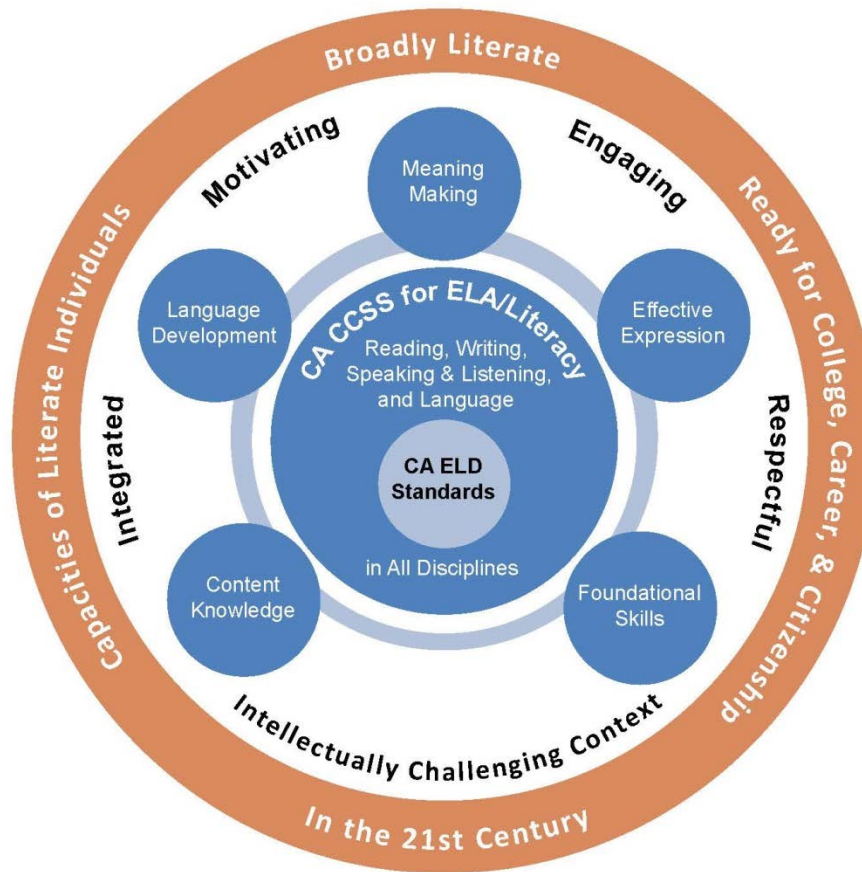 Broadly Literate
Ready for College, Career, & Citizenship
In the 21st Century
Capacities of Literate Individuals
Motivating
Engaging
Respectful
Intellectually Challenging Context
Integrated
Meaning
Making
Effective
Expression
Foundational
Skills
Content
Knowledge
Language
Development
CA CCSS for ELA/Literacy
Reading, Writing,
Speaking & Listening,
and Language
CA ELD
Standards
in All Disciplines